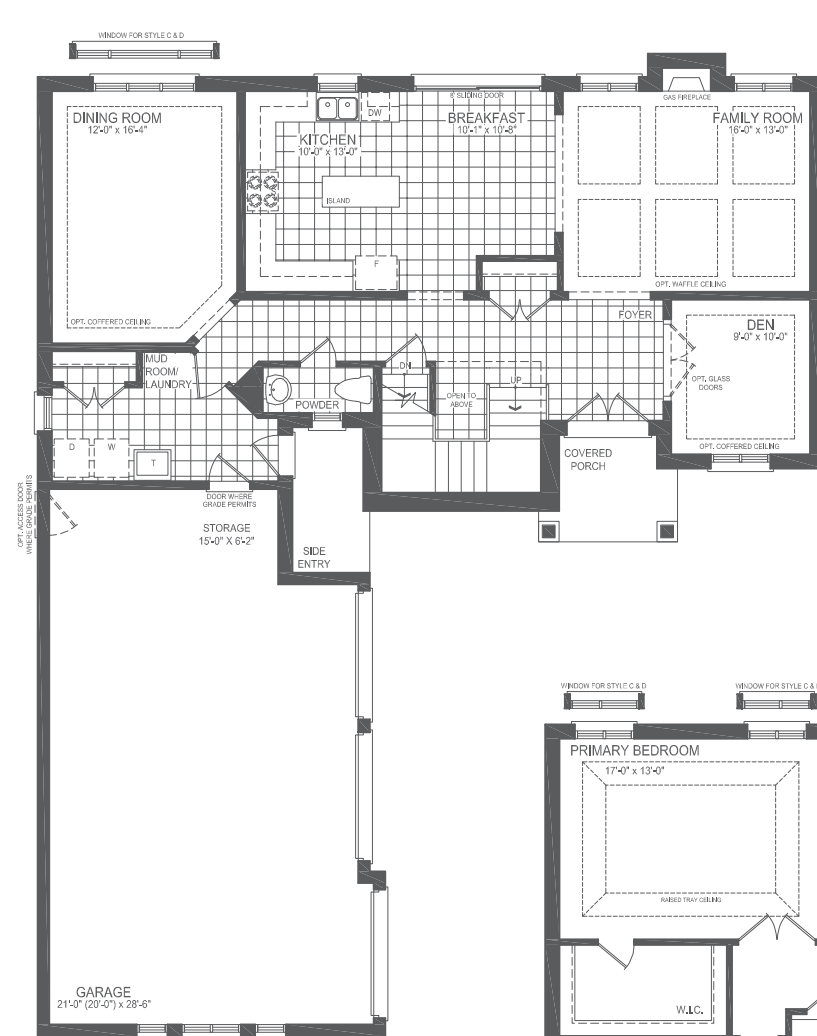 WINDOW FOR STYLE C & D
DINING ROOM
12'-0" x 16'-4"
OPT. COFFERED CEILING
KITCHEN
10'-0" x 13'-0"
DW
ISLAND
F
8' SLIDING DOOR
BREAKFAST
10'-1" x 10'-8"
GAS FIREPLACE
FAMILY ROOM
16'-0" x 13'-0"
OPT. WAFFLE CEILING
FOYER
DEN
9'-0" x 10'-0"
OPT. GLASS
DOORS
OPT. COFFERED CEILING
MUD
ROOM/
LAUNDRY
D
W
T
POWDER
DN
OPEN TO
ABOVE
UP
COVERED
PORCH
OPT. ACCESS DOOR
WHERE GRADE PERMITS
DOOR WHERE
GRADE PERMITS
STORAGE
15'-0" X 6'-2"
SIDE
ENTRY
GARAGE
21'-0" (20'-0") x 28'-6"
WINDOW FOR STYLE C & D
WINDOW FOR STYLE C &
PRIMARY BEDROOM
17'-0" x 13'-0"
RAISED TRAY CEILING
W.I.C.